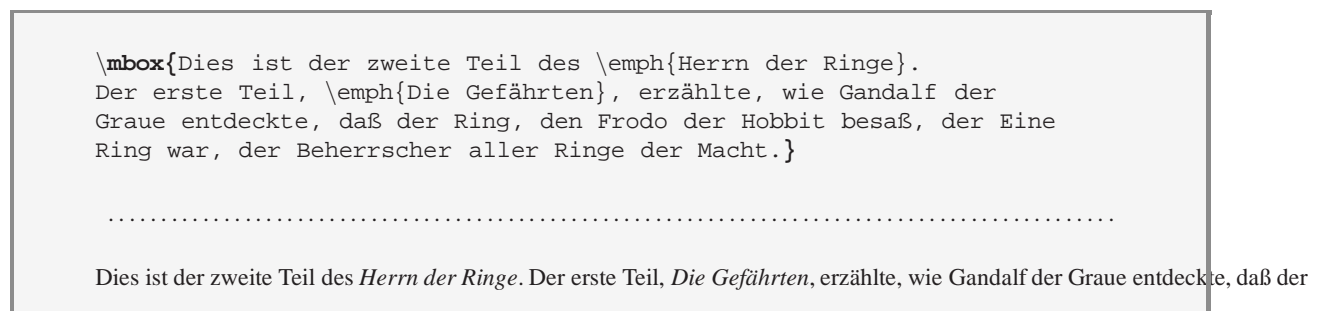 \mbox{Dies ist der zweite Teil des \emph{Herrn der Ringe}.
Der erste Teil, \emph{Die Gefährten}, erzählte, wie Gandalf der
Graue entdeckte, daß der Ring, den Frodo der Hobbit besaß, der Eine
Ring war, der Beherrscher aller Ringe der Macht.}
Dies ist der zweite Teil des Herrn der Ringe. Der erste Teil, Die Gefährten, erzählte, wie Gandalf der Graue entdeckte, daß der